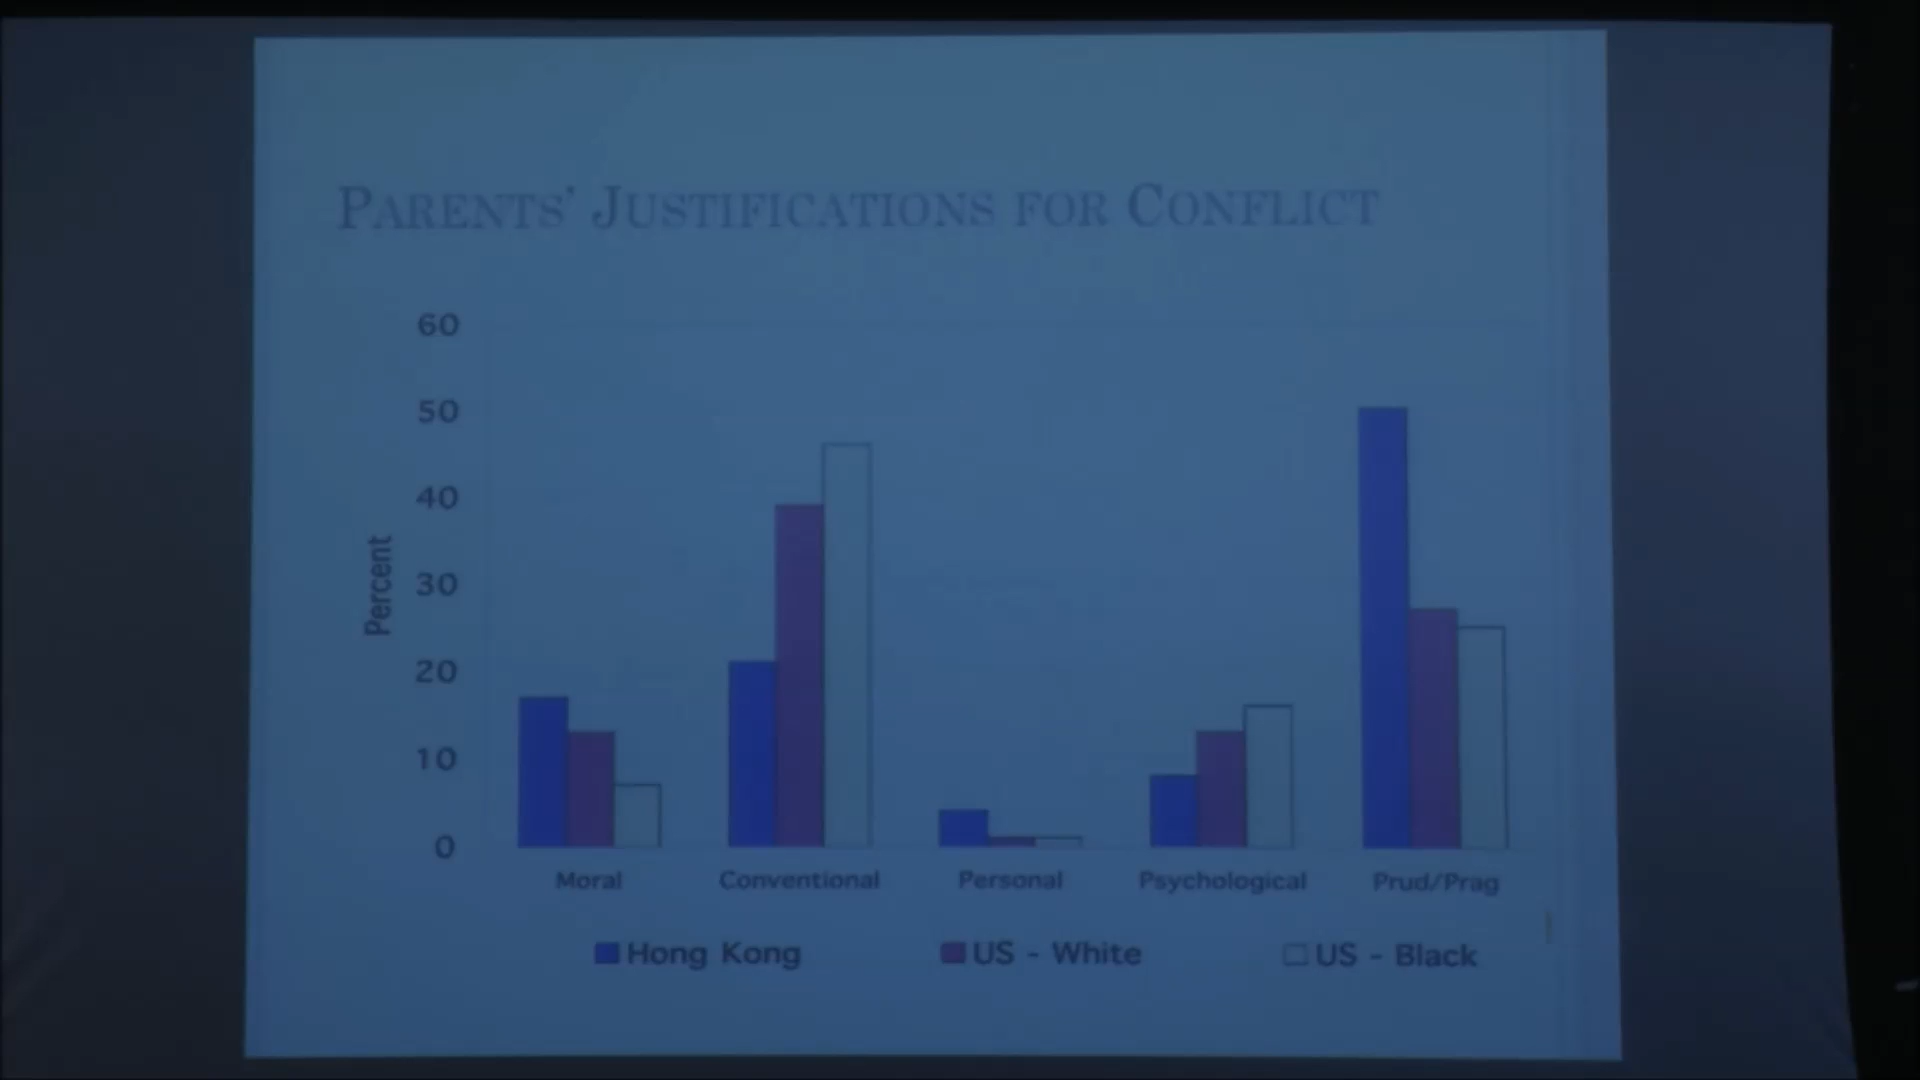 PARENTS' JUSTIFICATIONS FOR CONFLICT
60
50
40
30
20
10
0
Percent
Moral Conventional Personal Psychological Prud/Prag
Hong Kong US - White US - Black